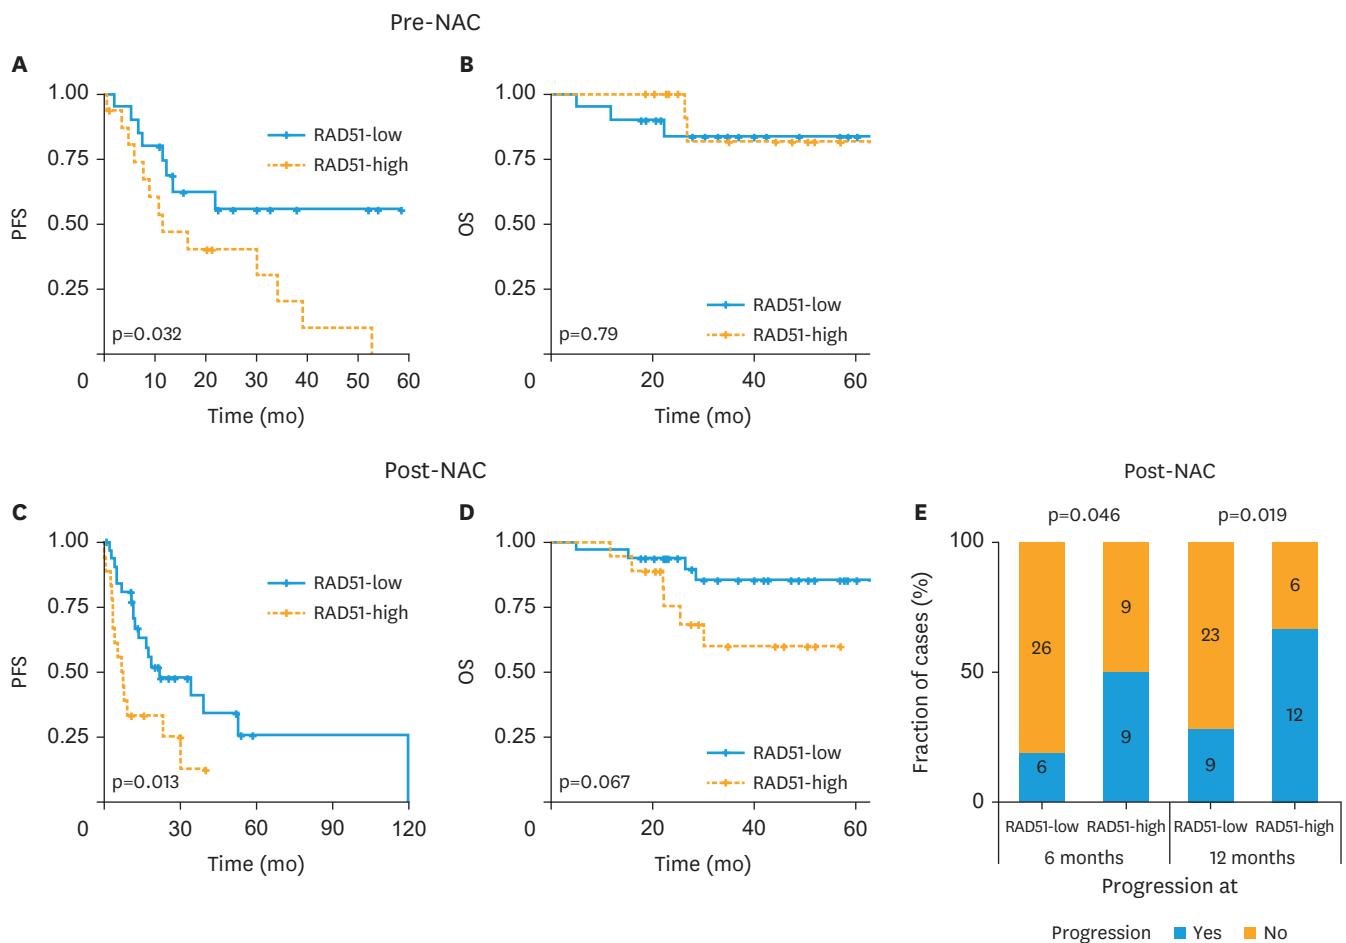 Pre-NAC
A
1.00
0.75
0.50
0.25
PFS
RAD51-low
RAD51-high
p=0.032
0 10 20 30 40 50 60
Time (mo)
B
1.00
0.75
0.50
0.25
OS
RAD51-low
RAD51-high
p=0.79
0 20 40 60
Time (mo)
Post-NAC
C
1.00
0.75
0.50
0.25
PFS
RAD51-low
RAD51-high
p=0.013
0 30 60 90 120
Time (mo)
D
1.00
0.75
0.50
0.25
OS
RAD51-low
RAD51-high
p=0.067
0 20 40 60
Time (mo)
Post-NAC
E
p=0.046 p=0.019
100
50
0
Fraction of cases (%)
26 9 23 6
6 9 9 12
RAD51-low RAD51-high RAD51-low RAD51-high
6 months 12 months
Progression at
Progression Yes No